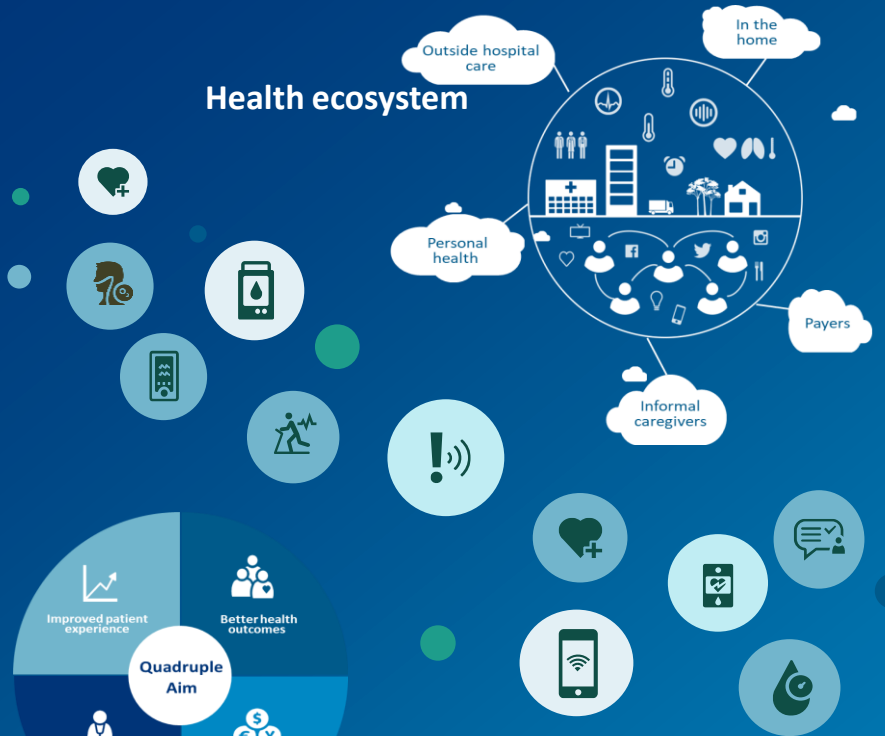 Outside hospital
care
In the
home
Health ecosystem
Personal
health
Payers
Informal
caregivers
Improved patient
experience
Better health
outcomes
Quadruple
Aim